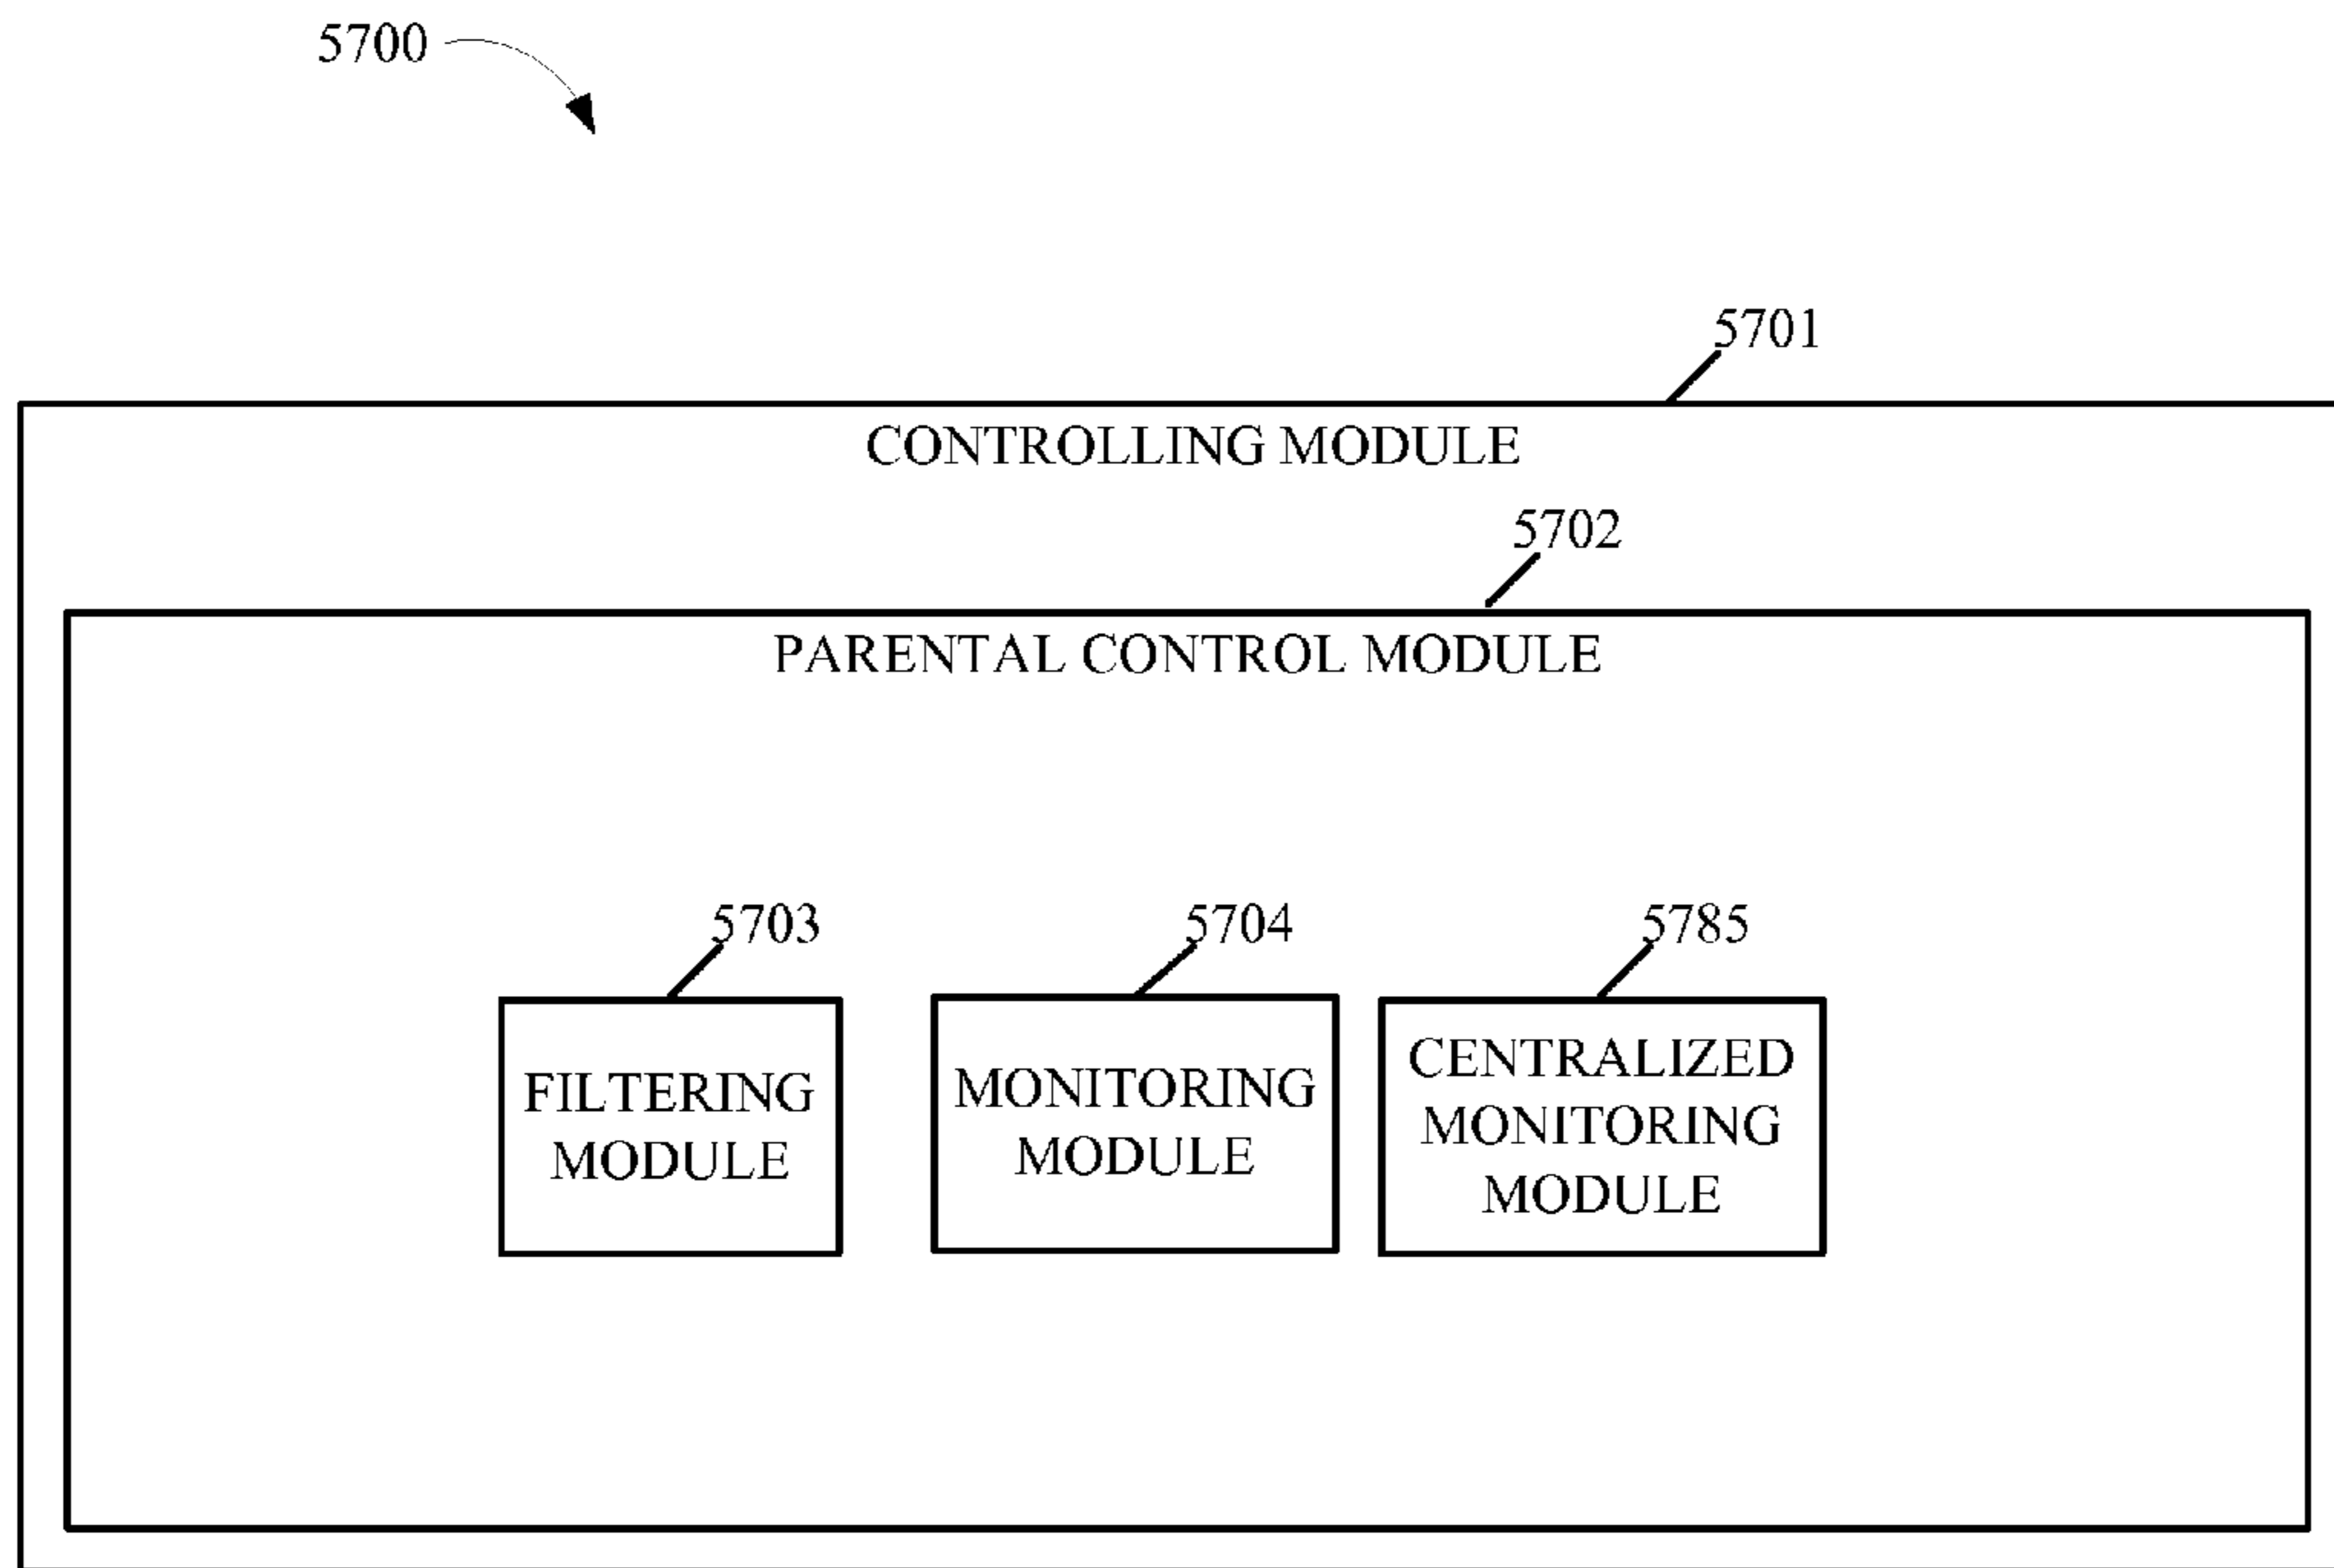 5700
5701
CONTROLLING MODULE
5702
PARENTAL CONTROL MODULE
5703
5704
5785
FILTERING
MODULE
MONITORING
MODULE
CENTRALIZED
MONITORING
MODULE